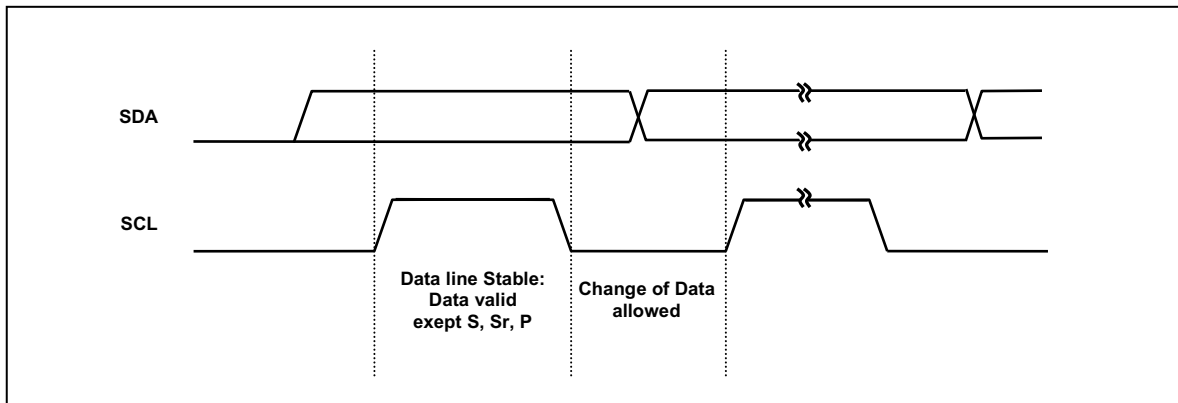 SDA
SCL
Data line Stable:
Data valid
exept S, Sr, P
Change of Data
allowed